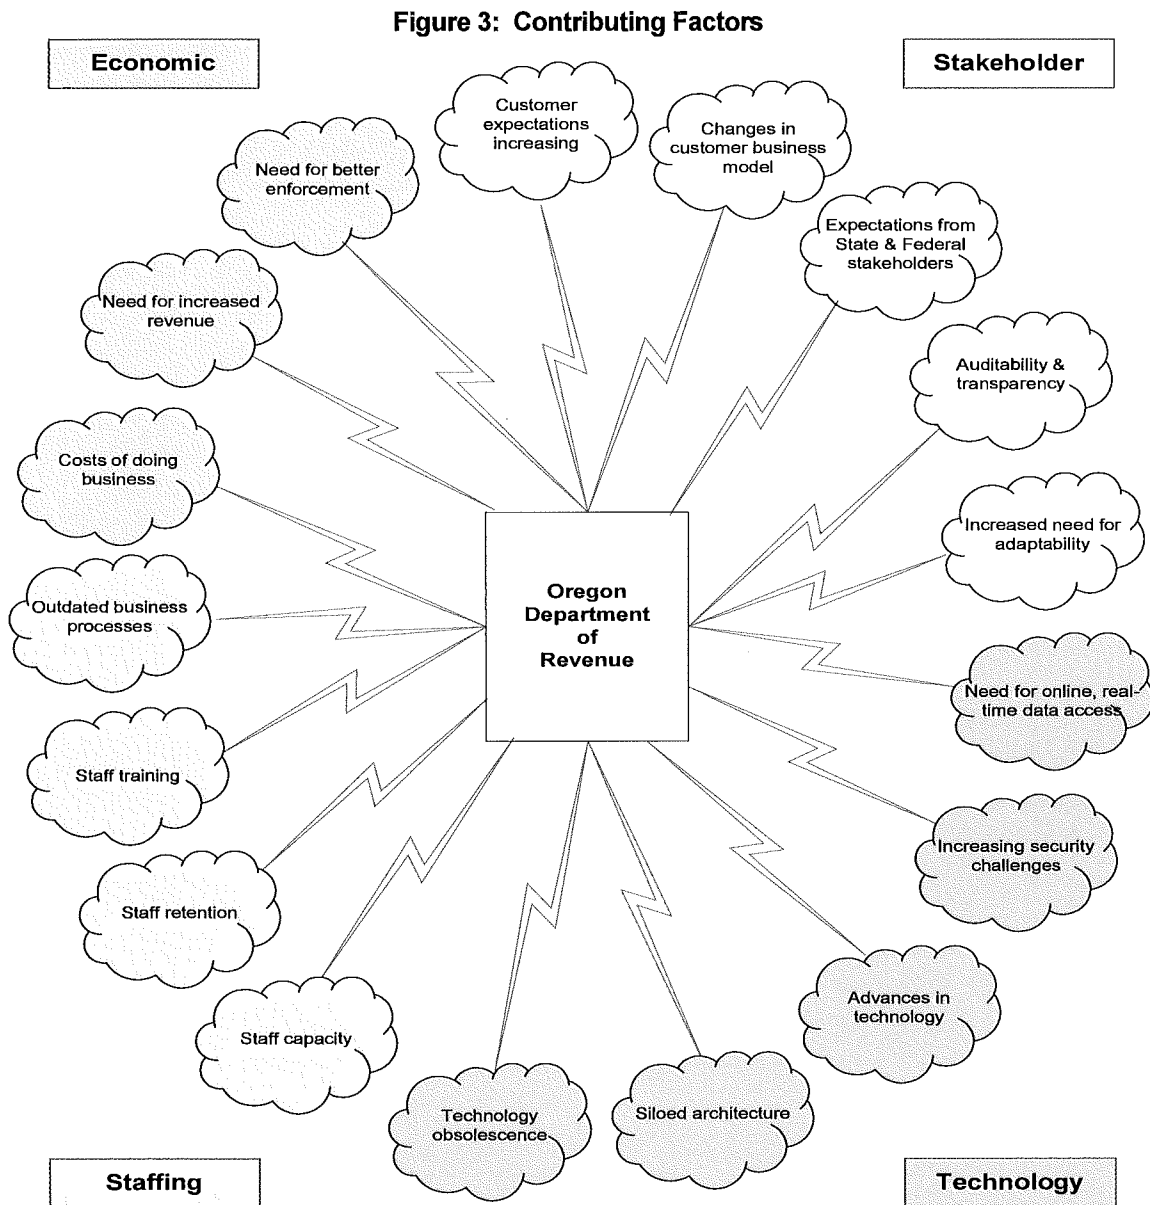 Figure 3: Contributing Factors
Economic
Stakeholder
Customer
expectations
increasing
Changes in
customer business
model
Need for better
enforcement
Expectations from
State & Federal
stakeholders
Need for increased
revenue
Auditability &
transparency
Costs of doing
business
Increased need for
adaptability
Oregon
Department
of
Revenue
Outdated business
processes
Need for online, real-
time data access
Staff training
Increasing security
challenges
Staff retention
Advances in
technology
Staff capacity
Technology
obsolescence
Siloed architecture
Staffing
Technology